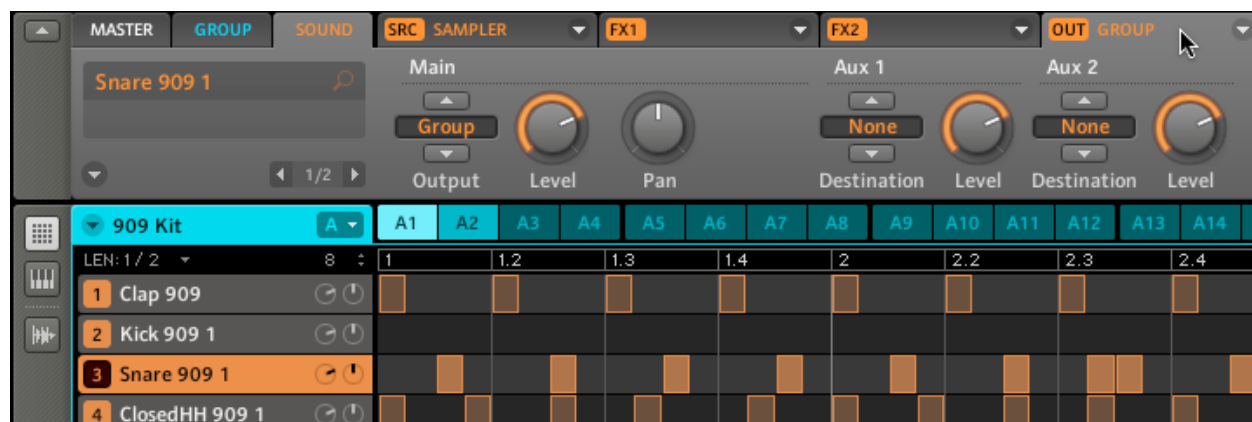 MASTER GROUP SOUND SRC SAMPLER FX1 FX2 OUT GROUP
Main Aux 1 Aux 2
Snare 909 1
Group None None
1/2
Output Level Pan Destination Level Destination Level
909 Kit A A1 A2 A3 A4 A5 A6 A7 A8 A9 A10 A11 A12 A13 A14
LEN: 1 / 2 8 1 1.2 1.3 1.4 2 2.2 2.3 2.4
1 Clap 909
2 Kick 909 1
3 Snare 909 1
4 ClosedHH 909 1